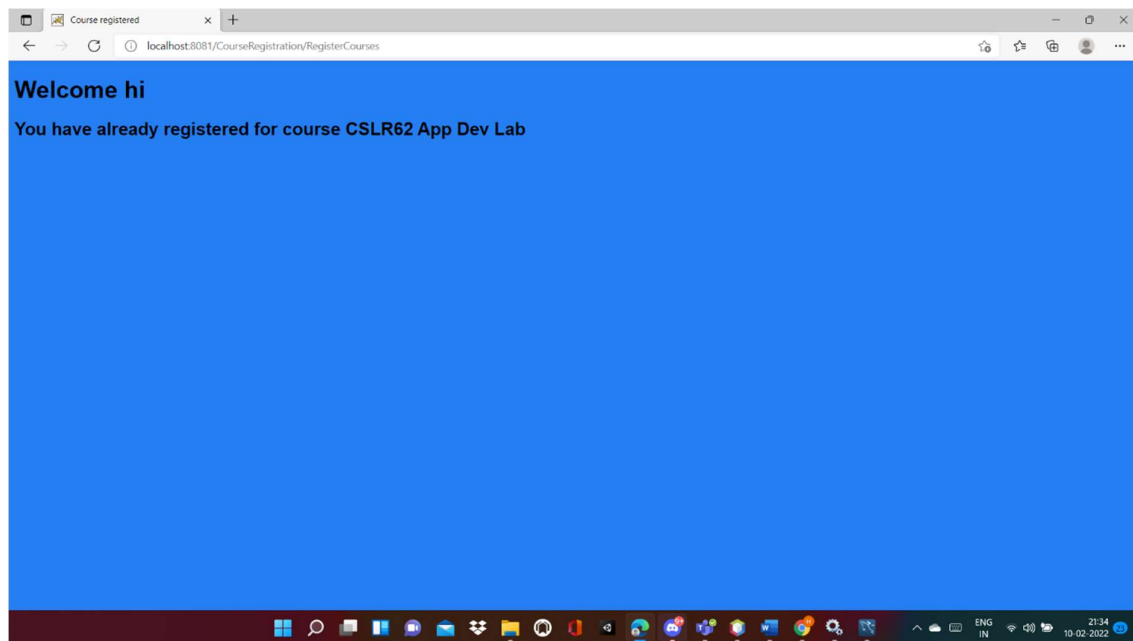 Course registered
localhost:8081/CourseRegistration/RegisterCourses
Welcome hi
You have already registered for course CSLR62 App Dev Lab
ENG
IN
21:34
10-02-2022